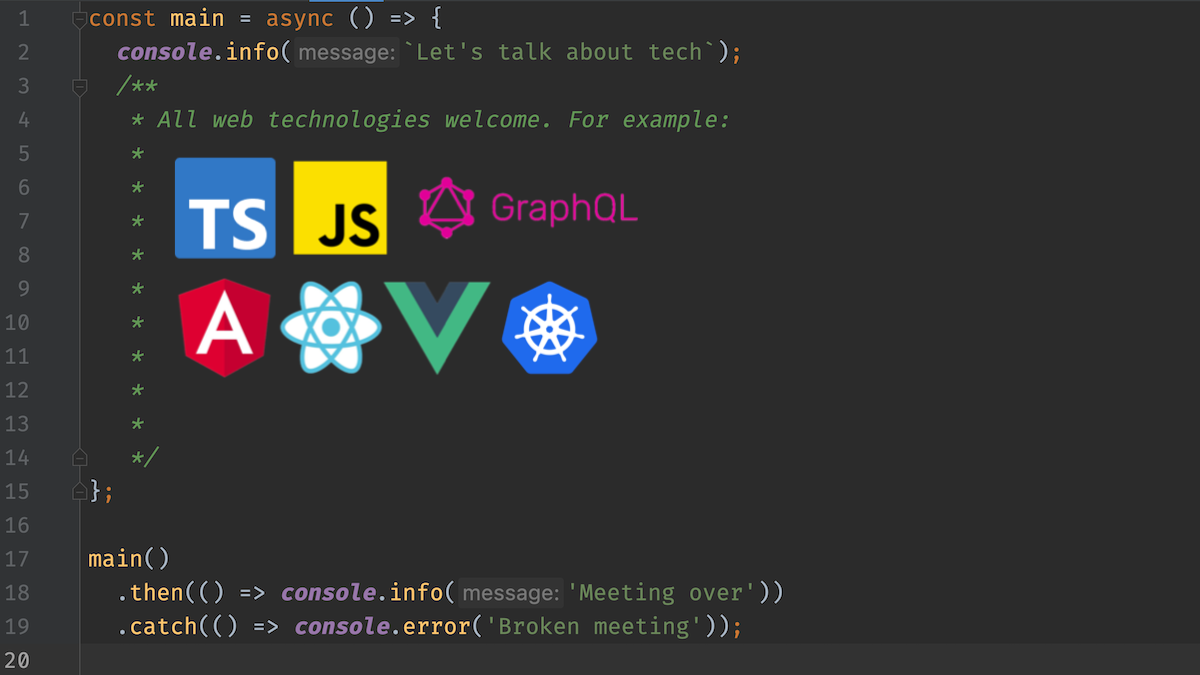 1 const main = async () => {
2 console.info( message: `Let's talk about tech`);
3 /**
4 * All web technologies welcome. For example:
5 *
6 * TS JS GraphQL
7 *
8 *
9 *
10 * A
11 *
12 *
13 *
14 */
15 };
16
17 main()
18 .then(() => console.info( message: 'Meeting over'))
19 .catch(() => console.error('Broken meeting'));
20